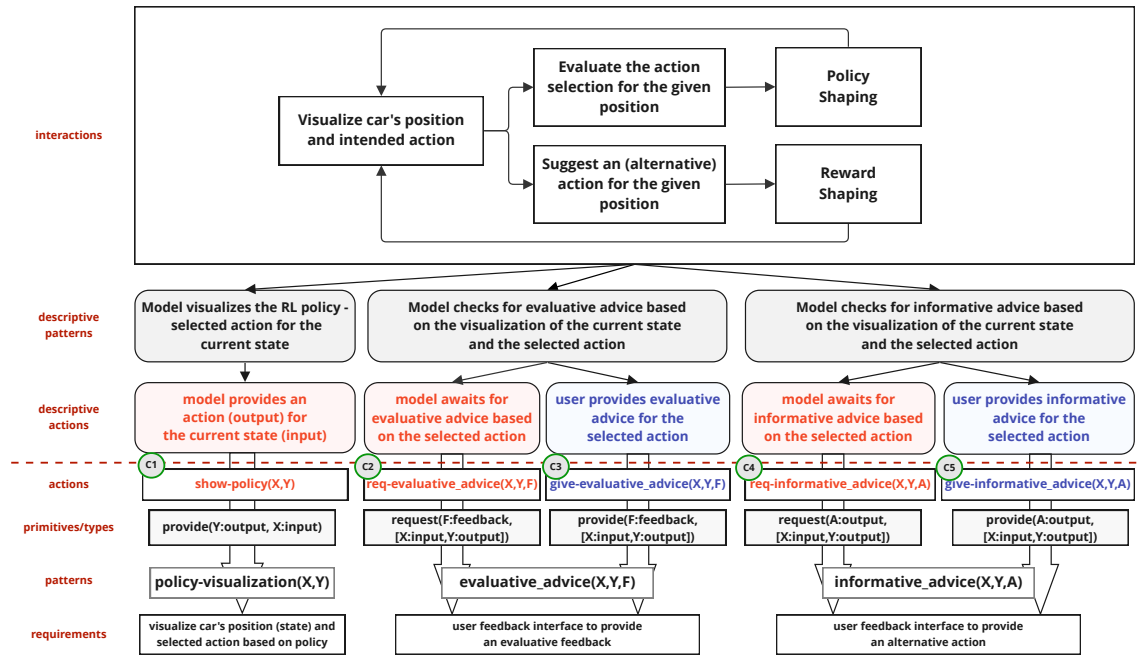 Evaluate the action
selection for the given
position
Policy
Shaping
Visualize car's position
and intended action
interactions
Suggest an (alternative)
action for the given
position
Reward
Shaping
descriptive
patterns
Model visualizes the RL policy -
selected action for the
current state
Model checks for evaluative advice based
on the visualization of the current state
and the selected action
Model checks for informative advice based
on the visualization of the current state
and the selected action
descriptive
actions
model provides an
action (output) for
the current state (input)
model awaits for
evaluative advice based
on the selected action
user provides evaluative
advice for the
selected action
model awaits for
informative advice based
on the selected action
user provides informative
advice for the
selected action
C1
C2
C3
C4
C5
actions
show-policy(X,Y)
req-evaluative_advice(X,Y,F)
give-evaluative_advice(X,Y,F)
req-informative_advice(X,Y,A)
give-informative_advice(X,Y,A)
primitives/types
provide(Y:output, X:input)
request(F:feedback,
[X:input,Y:output])
provide(F:feedback,
[X:input,Y:output])
request(A:output,
[X:input,Y:output])
provide(A:output,
[X:input,Y:output])
patterns
policy-visualization(X,Y)
evaluative_advice(X,Y,F)
informative_advice(X,Y,A)
requirements
visualize car's position (state) and
selected action based on policy
user feedback interface to provide
an evaluative feedback
user feedback interface to provide
an alternative action